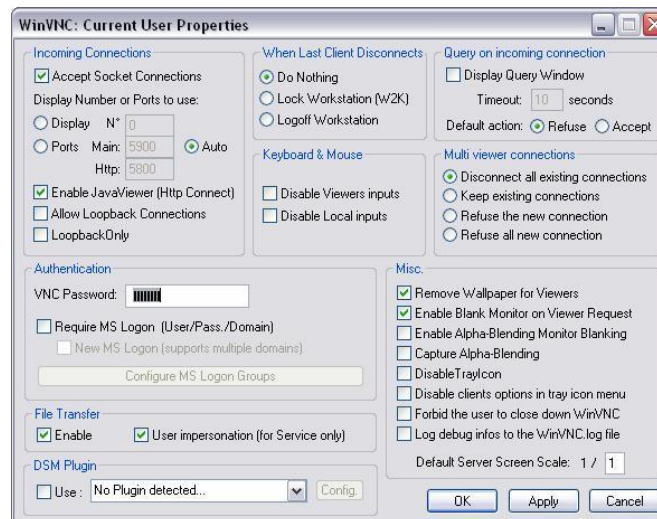 WinVNC: Current User Properties
Incoming Connections
Accept Socket Connections
Display Number or Ports to use:
Display N° 0
Ports Main: 5900 Auto
Http: 5800
Enable JavaViewer (Http Connect)
Allow Loopback Connections
LoopbackOnly
When Last Client Disconnects
Do Nothing
Lock Workstation (W2K)
Logoff Workstation
Keyboard & Mouse
Disable Viewers inputs
Disable Local inputs
Query on incoming connection
Display Query Window
Timeout: 10 seconds
Default action: Refuse Accept
Multi viewer connections
Disconnect all existing connections
Keep existing connections
Refuse the new connection
Refuse all new connection
Authentication
VNC Password:
Require MS Logon (User/Pass./Domain)
New MS Logon (supports multiple domains)
Configure MS Logon Groups
File Transfer
Enable User impersonation (for Service only)
DSM Plugin
Use : No Plugin detected... Config.
Misc.
Remove Wallpaper for Viewers
Enable Blank Monitor on Viewer Request
Enable Alpha-Blending Monitor Blanking
Capture Alpha-Blending
DisableTrayIcon
Disable clients options in tray icon menu
Forbid the user to close down WinVNC
Log debug infos to the WinVNC.log file
Default Server Screen Scale: 1 / 1
OK Apply Cancel